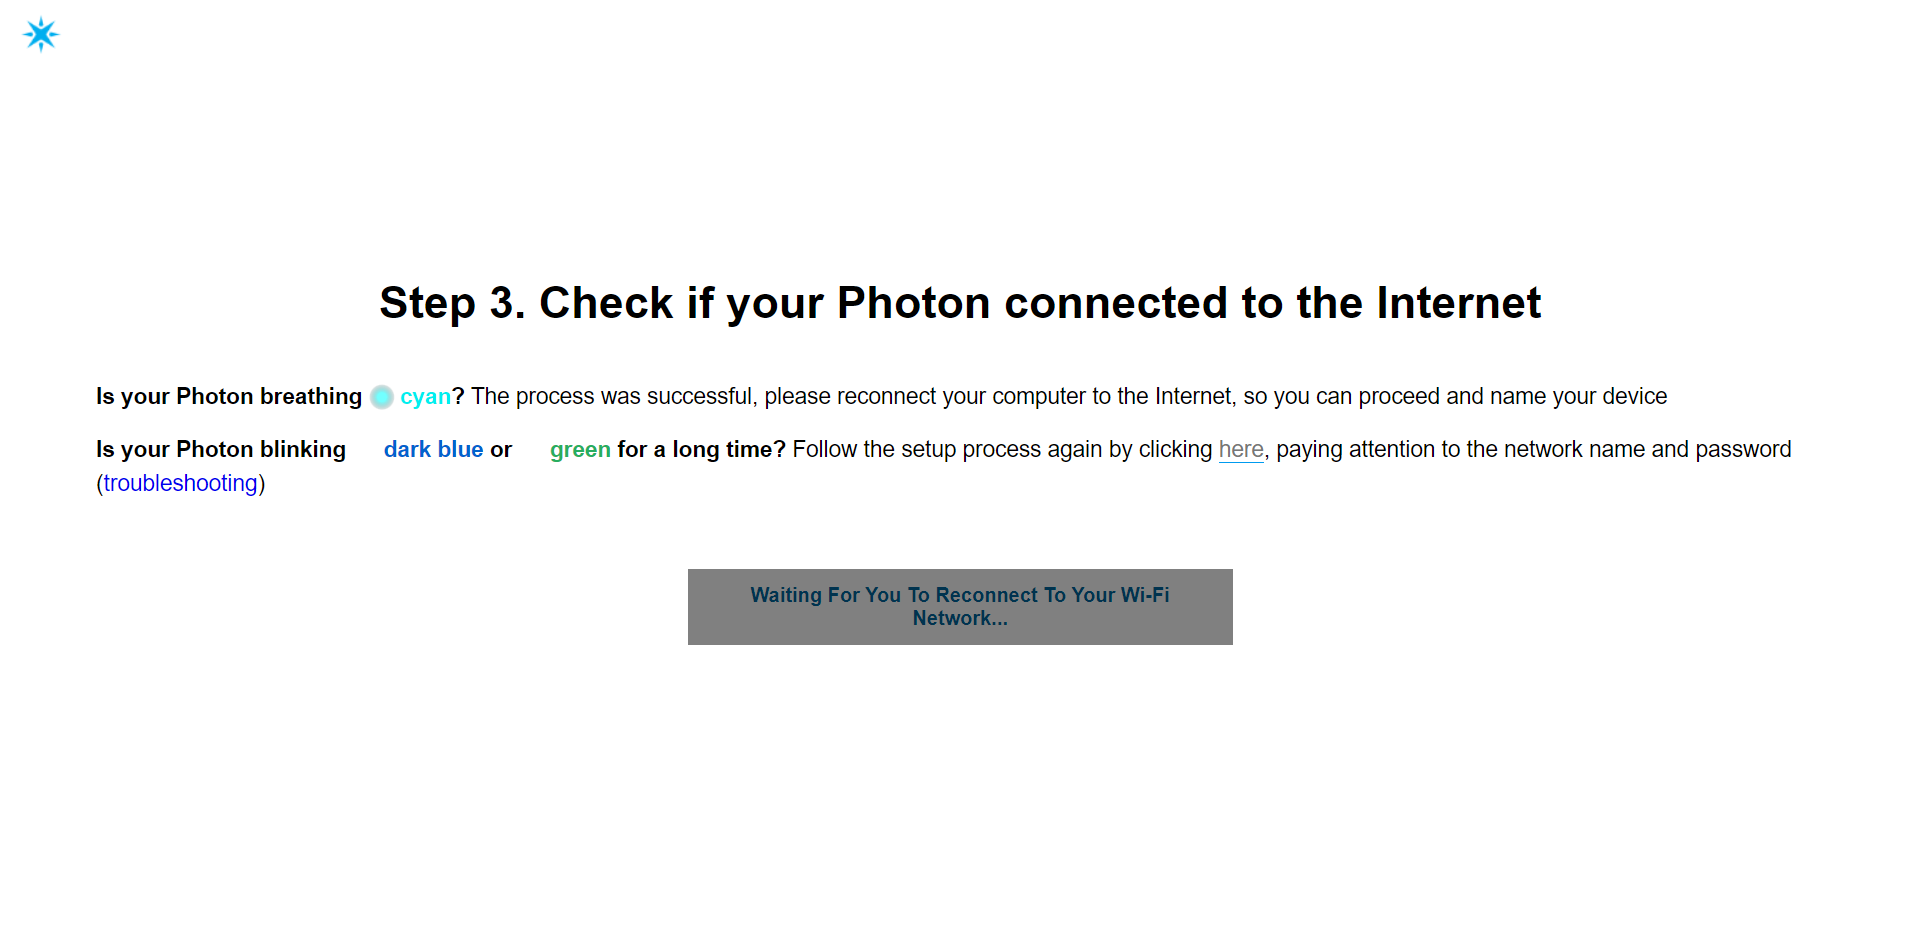 Step 3. Check if your Photon connected to the Internet
Is your Photon breathing cyan? The process was successful, please reconnect your computer to the Internet, so you can proceed and name your device
Is your Photon blinking dark blue or green for a long time? Follow the setup process again by clicking here, paying attention to the network name and password
(troubleshooting)
Waiting For You To Reconnect To Your Wi-Fi
Network...